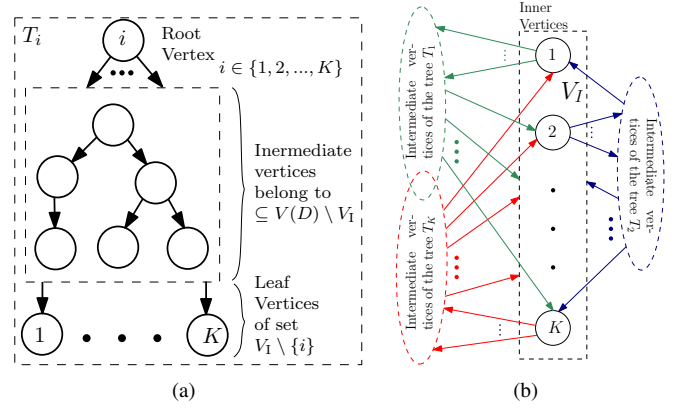 T_i
i
Root
Vertex
i ∈ {1, 2, ..., K}
Inermediate
vertices
belong to
⊆ V(D) \ V_I
Leaf
Vertices
of set
V_I \ {i}
1
K
(a)
Inner
Vertices
Intermediate ver-
tices of the tree T_1
Intermediate ver-
tices of the tree T_K
1
V_I
2
K
Intermediate ver-
tices of the tree T_2
(b)